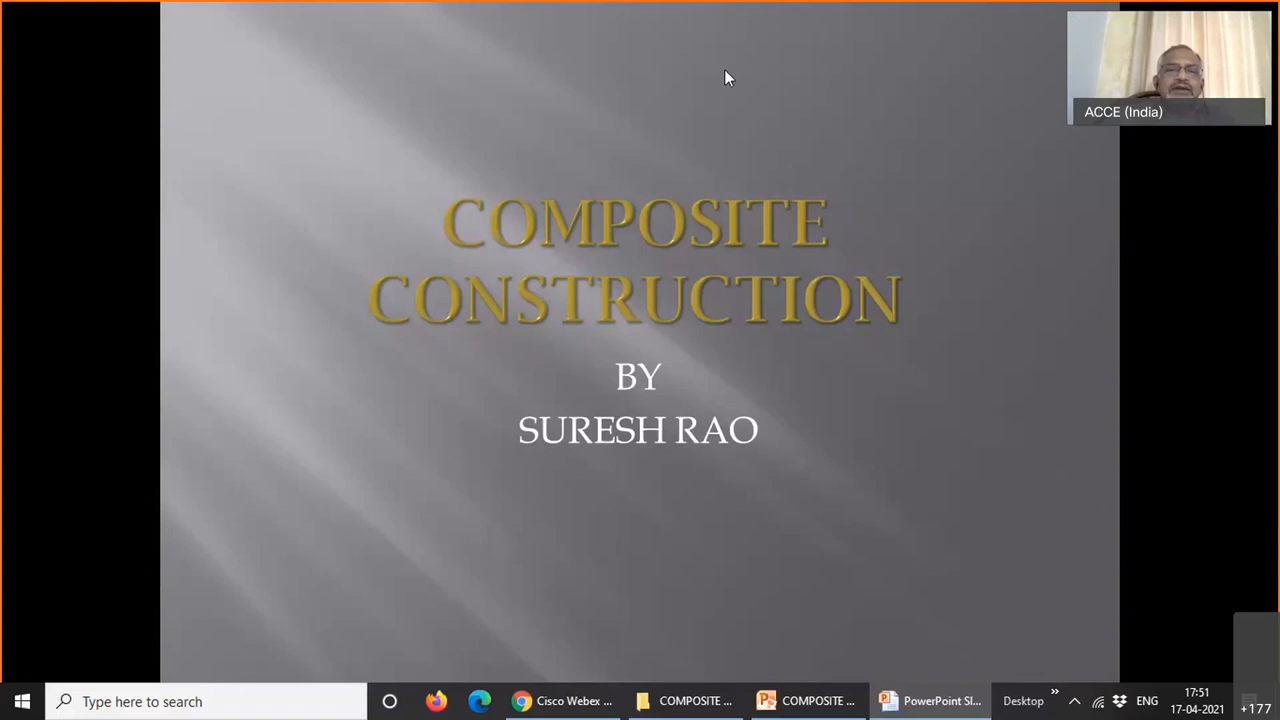 ACCE (India)
COMPOSITE
CONSTRUCTION
BY
SURESH RAO
Type here to search
Cisco Webex ...
COMPOSITE ...
COMPOSITE ...
PowerPoint Sl...
Desktop
ENG
17:51
17-04-2021
+177